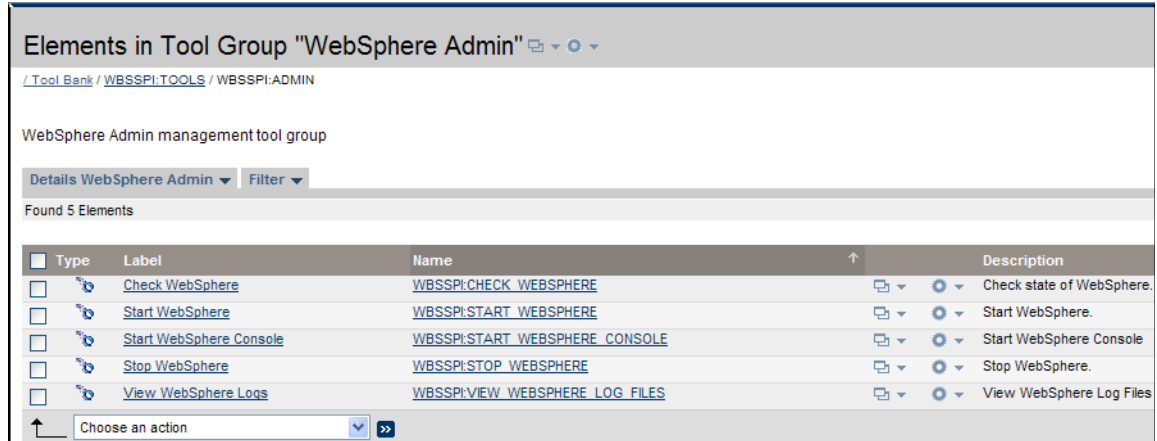 Elements in Tool Group "WebSphere Admin"
/ Tool Bank / WBSSPI:TOOLS / WBSSPI:ADMIN
WebSphere Admin management tool group
Details WebSphere Admin Filter
Found 5 Elements
Type Label Name Description
Check WebSphere WBSSPI:CHECK_WEBSPHERE Check state of WebSphere.
Start WebSphere WBSSPI:START_WEBSPHERE Start WebSphere.
Start WebSphere Console WBSSPI:START_WEBSPHERE_CONSOLE Start WebSphere Console
Stop WebSphere WBSSPI:STOP_WEBSPHERE Stop WebSphere.
View WebSphere Logs WBSSPI:VIEW_WEBSPHERE_LOG_FILES View WebSphere Log Files
Choose an action